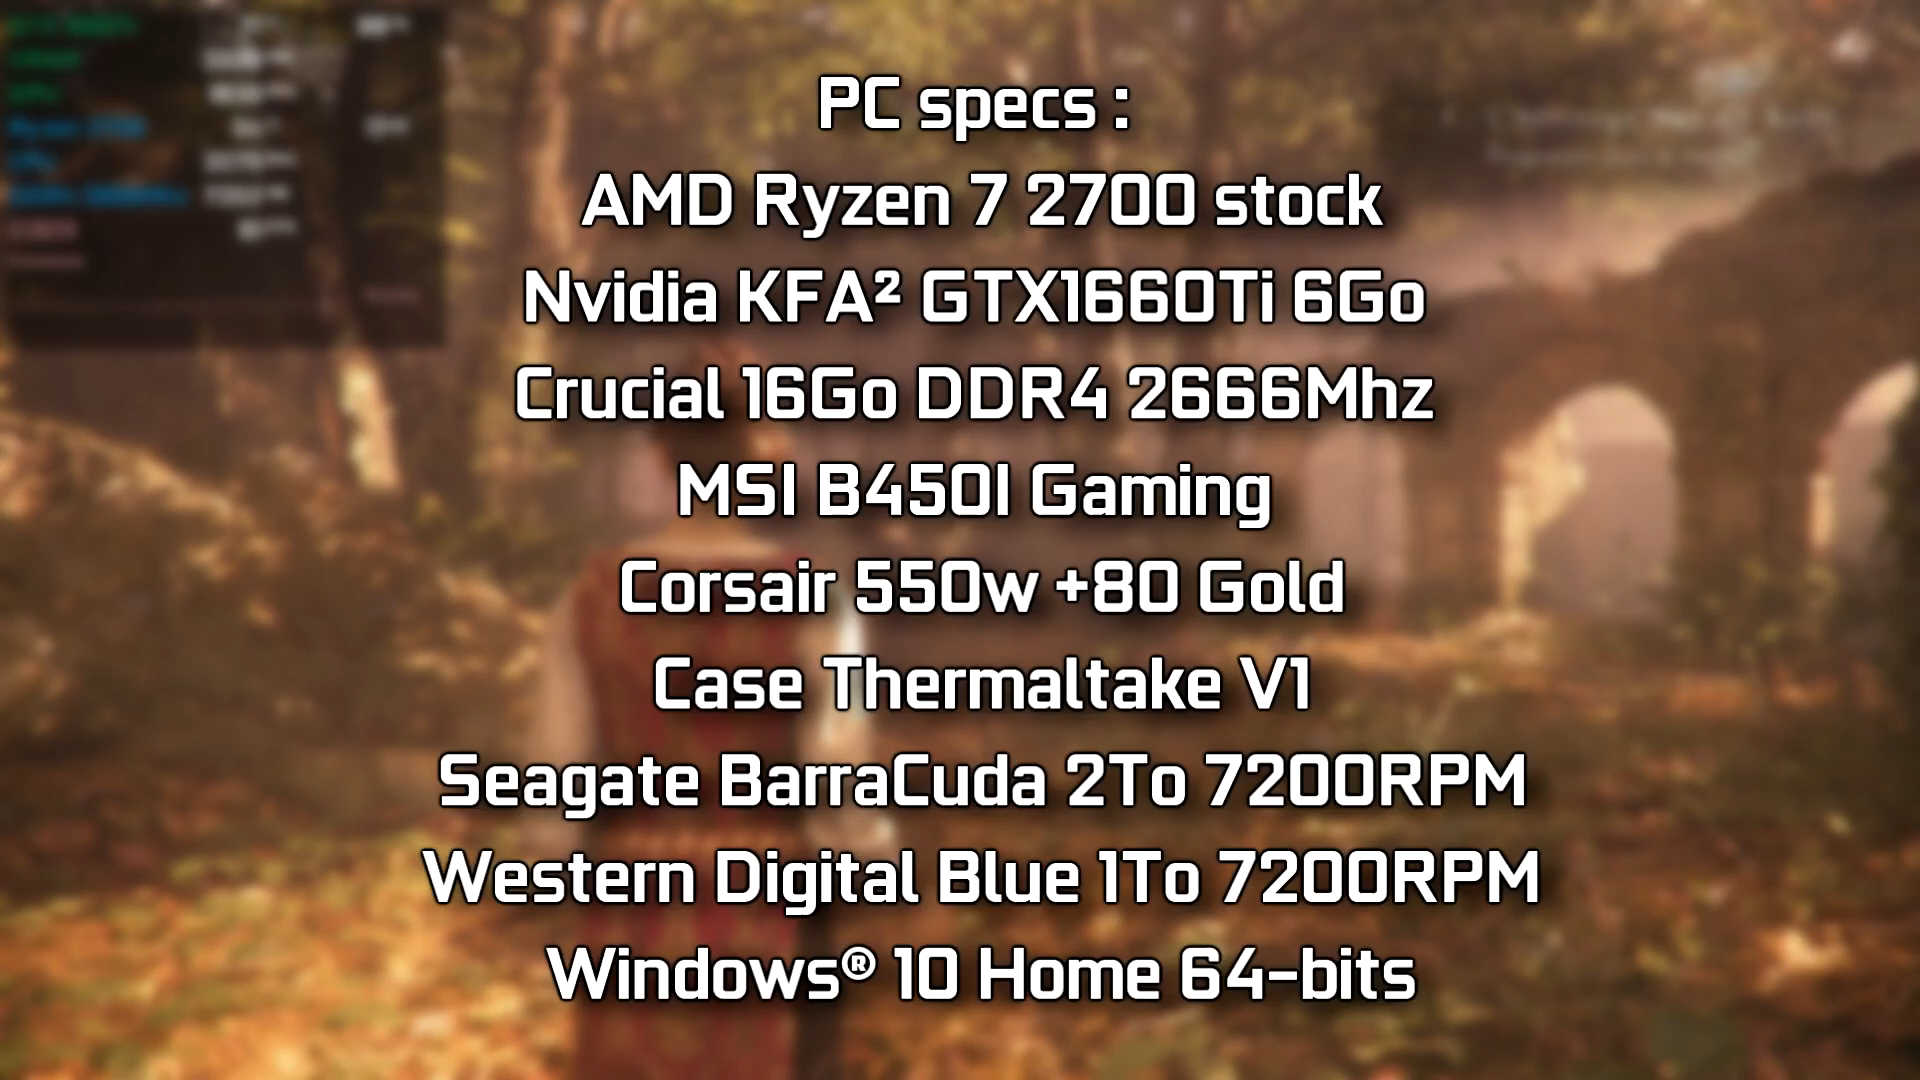 PC specs :
AMD Ryzen 7 2700 stock
Nvidia KFA² GTX1660Ti 6Go
Crucial 16Go DDR4 2666Mhz
MSI B450I Gaming
Corsair 550w +80 Gold
Case Thermaltake V1
Seagate BarraCuda 2To 7200RPM
Western Digital Blue 1To 7200RPM
Windows® 10 Home 64-bits